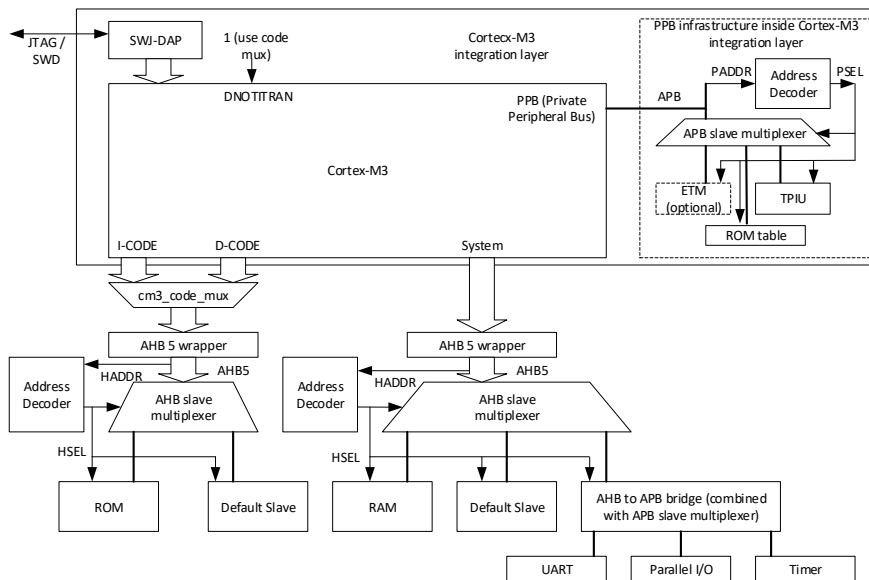 JTAG /
SWD
SWJ-DAP
1 (use code
mux)
Cortecx-M3
integration layer
PPB infrastructure inside Cortex-M3
integration layer
DNOTITRAN
PPB (Private
Peripheral Bus)
APB
PADDR
Address
Decoder
PSEL
APB slave multiplexer
Cortex-M3
ETM
(optional)
TPIU
ROM table
I-CODE
D-CODE
System
cm3_code_mux
AHB 5 wrapper
AHB 5 wrapper
HADDR
AHB5
HADDR
AHB5
Address
Decoder
AHB slave
multiplexer
Address
Decoder
AHB slave
multiplexer
HSEL
HSEL
ROM
Default Slave
RAM
Default Slave
AHB to APB bridge (combined
with APB slave multiplexer)
UART
Parallel I/O
Timer